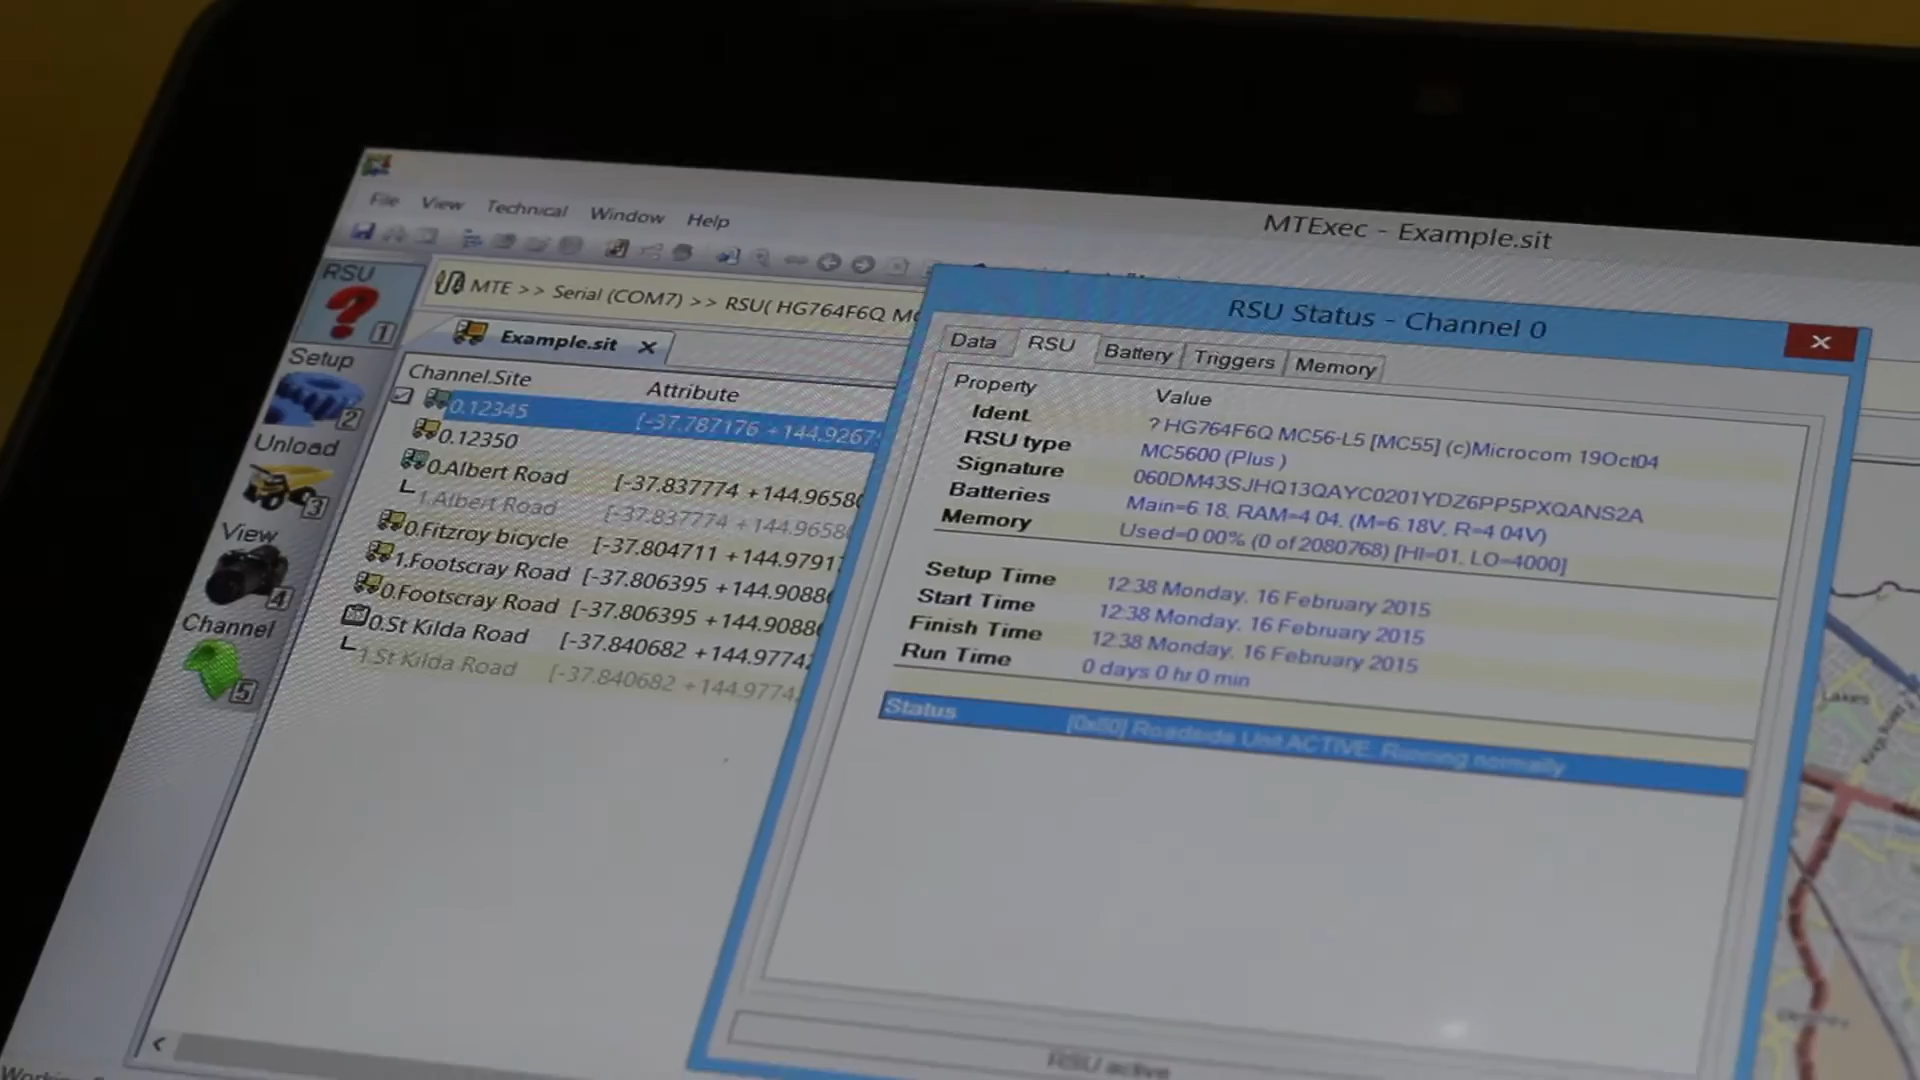 MTExec - Example.sit
File View Technical Window Help
RSU
1
Setup
2
Unload
3
View
4
Channel
5
MTE >> Serial (COM7) >> RSU( HG764F6Q
Example.sit X
Channel.Site Attribute
0.12345 [-37.787176 +144.9267
0.12350
0.Albert Road [-37.837774 +144.9658
1.Albert Road [-37.837774 +144.9658
0.Fitzroy bicycle [-37.804711 +144.9791
1.Footscray Road [-37.806395 +144.9088
0.Footscray Road [-37.806395 +144.9088
0.St Kilda Road [-37.840682 +144.9774
1.St Kilda Road [-37.840682 +144.9774
RSU Status - Channel 0
Data RSU Battery Triggers Memory
Property Value
Ident ? HG764F6Q MC56-L5 [MC55] (c)Microcom 19Oct04
RSU type MC5600 (Plus )
Signature 060DM43SJHQ13QAYC0201YDZ6PP5PXQANS2A
Batteries Main=6.18, RAM=4.04, (M=6.18V, R=4.04V)
Memory Used=0.00% (0 of 2080768) [HI=01, LO=4000]
Setup Time 12:38 Monday, 16 February 2015
Start Time 12:38 Monday, 16 February 2015
Finish Time 12:38 Monday, 16 February 2015
Run Time 0 days 0 hr 0 min
Status [0x80] Roadside Unit ACTIVE. Running normally
RSU active